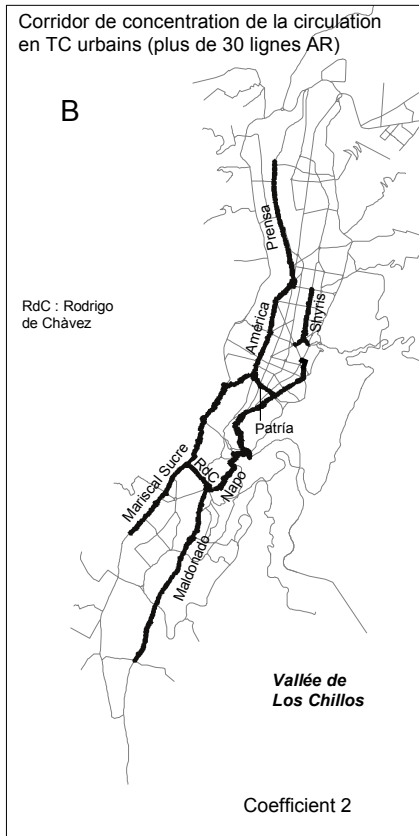 Corridor de concentration de la circulation
en TC urbains (plus de 30 lignes AR)
B
Prensa
RdC : Rodrigo
de Chàvez
América
Shyris
Patría
Mariscal Sucre
RdC
Napo
Maldonado
Vallée de
Los Chillos
Coefficient 2